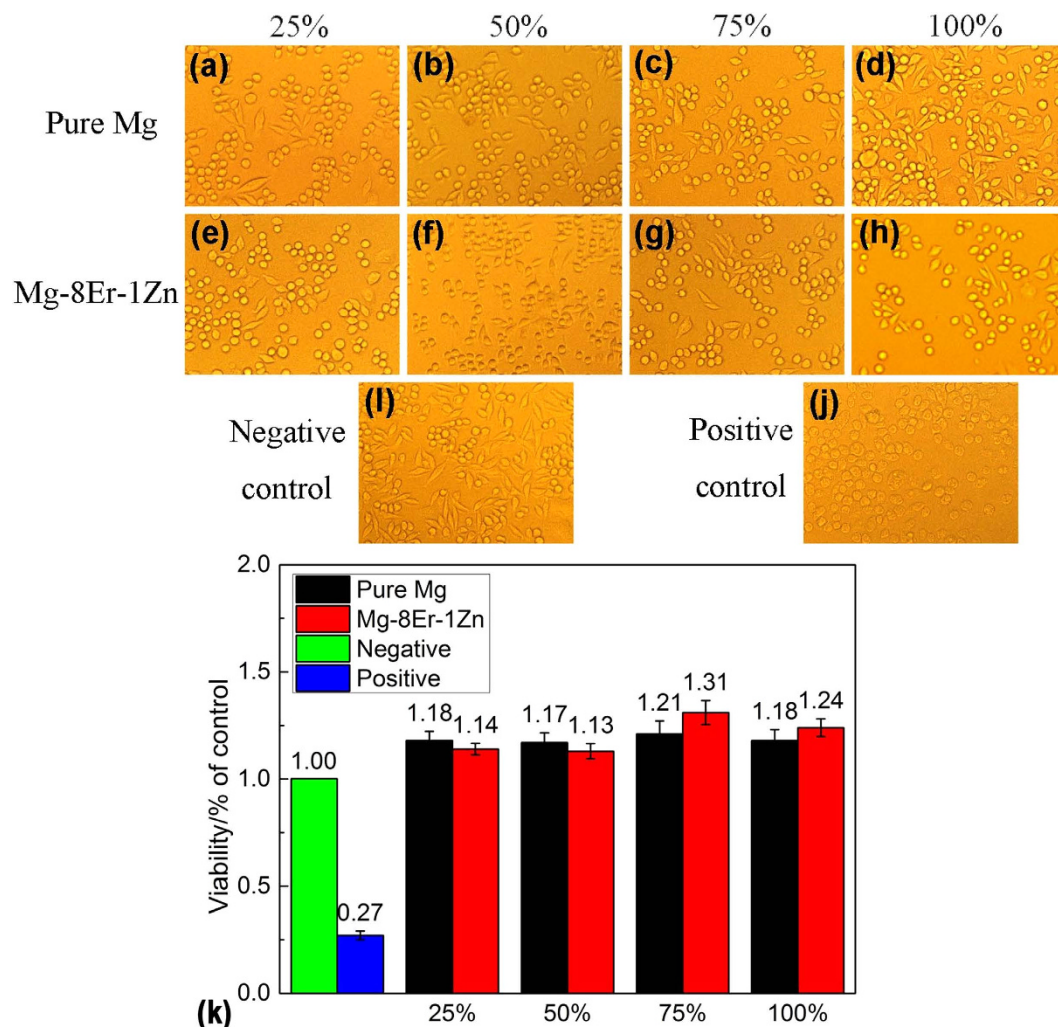 25% 50% 75% 100%
(a) (b) (c) (d)
Pure Mg
(e) (f) (g) (h)
Mg-8Er-1Zn
(l) (j)
Negative
control
Positive
control
2.0
1.5
1.0
0.5
0.0
Viability/% of control
Pure Mg
Mg-8Er-1Zn
Negative
Positive
1.00
0.27
1.18 1.14
1.17 1.13
1.21 1.31
1.18 1.24
25% 50% 75% 100%
(k)